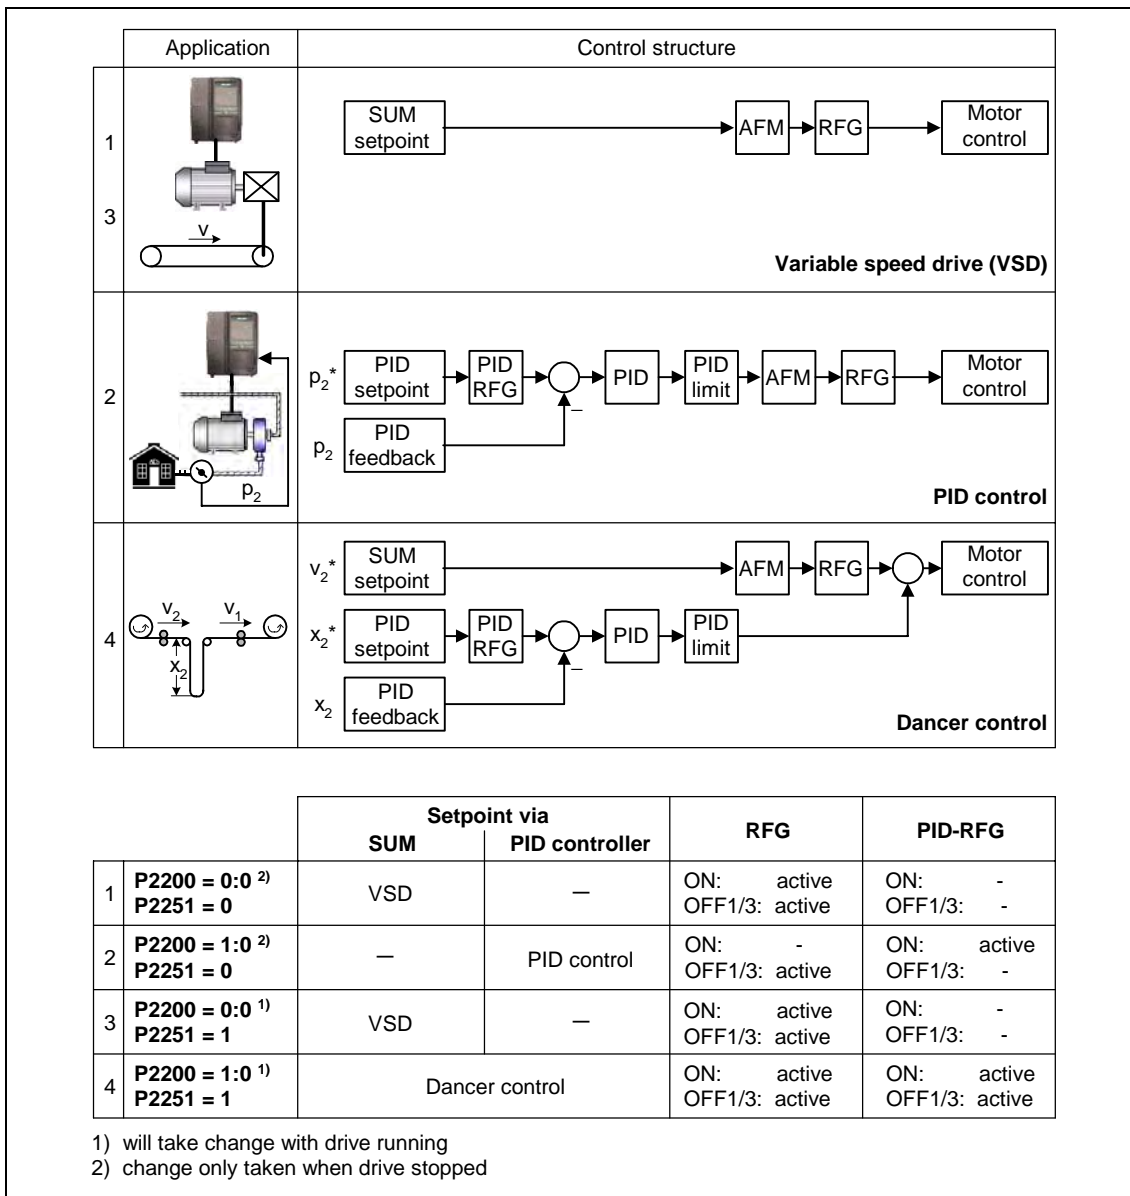 Application Control structure
1
3
v
SUM setpoint AFM RFG Motor control
Variable speed drive (VSD)
2
p2
p2* PID setpoint PID RFG PID PID limit AFM RFG Motor control
–
p2 PID feedback
PID control
4
v2 v1
x2
v2* SUM setpoint AFM RFG Motor control
x2* PID setpoint PID RFG PID PID limit
–
x2 PID feedback
Dancer control
Setpoint via RFG PID-RFG
SUM PID controller
1 P2200 = 0:0 2) VSD – ON: active ON: -
P2251 = 0 OFF1/3: active OFF1/3: -
2 P2200 = 1:0 2) – PID control ON: - ON: active
P2251 = 0 OFF1/3: active OFF1/3: -
3 P2200 = 0:0 1) VSD – ON: active ON: -
P2251 = 1 OFF1/3: active OFF1/3: -
4 P2200 = 1:0 1) Dancer control ON: active ON: active
P2251 = 1 OFF1/3: active OFF1/3: active
1) will take change with drive running
2) change only taken when drive stopped